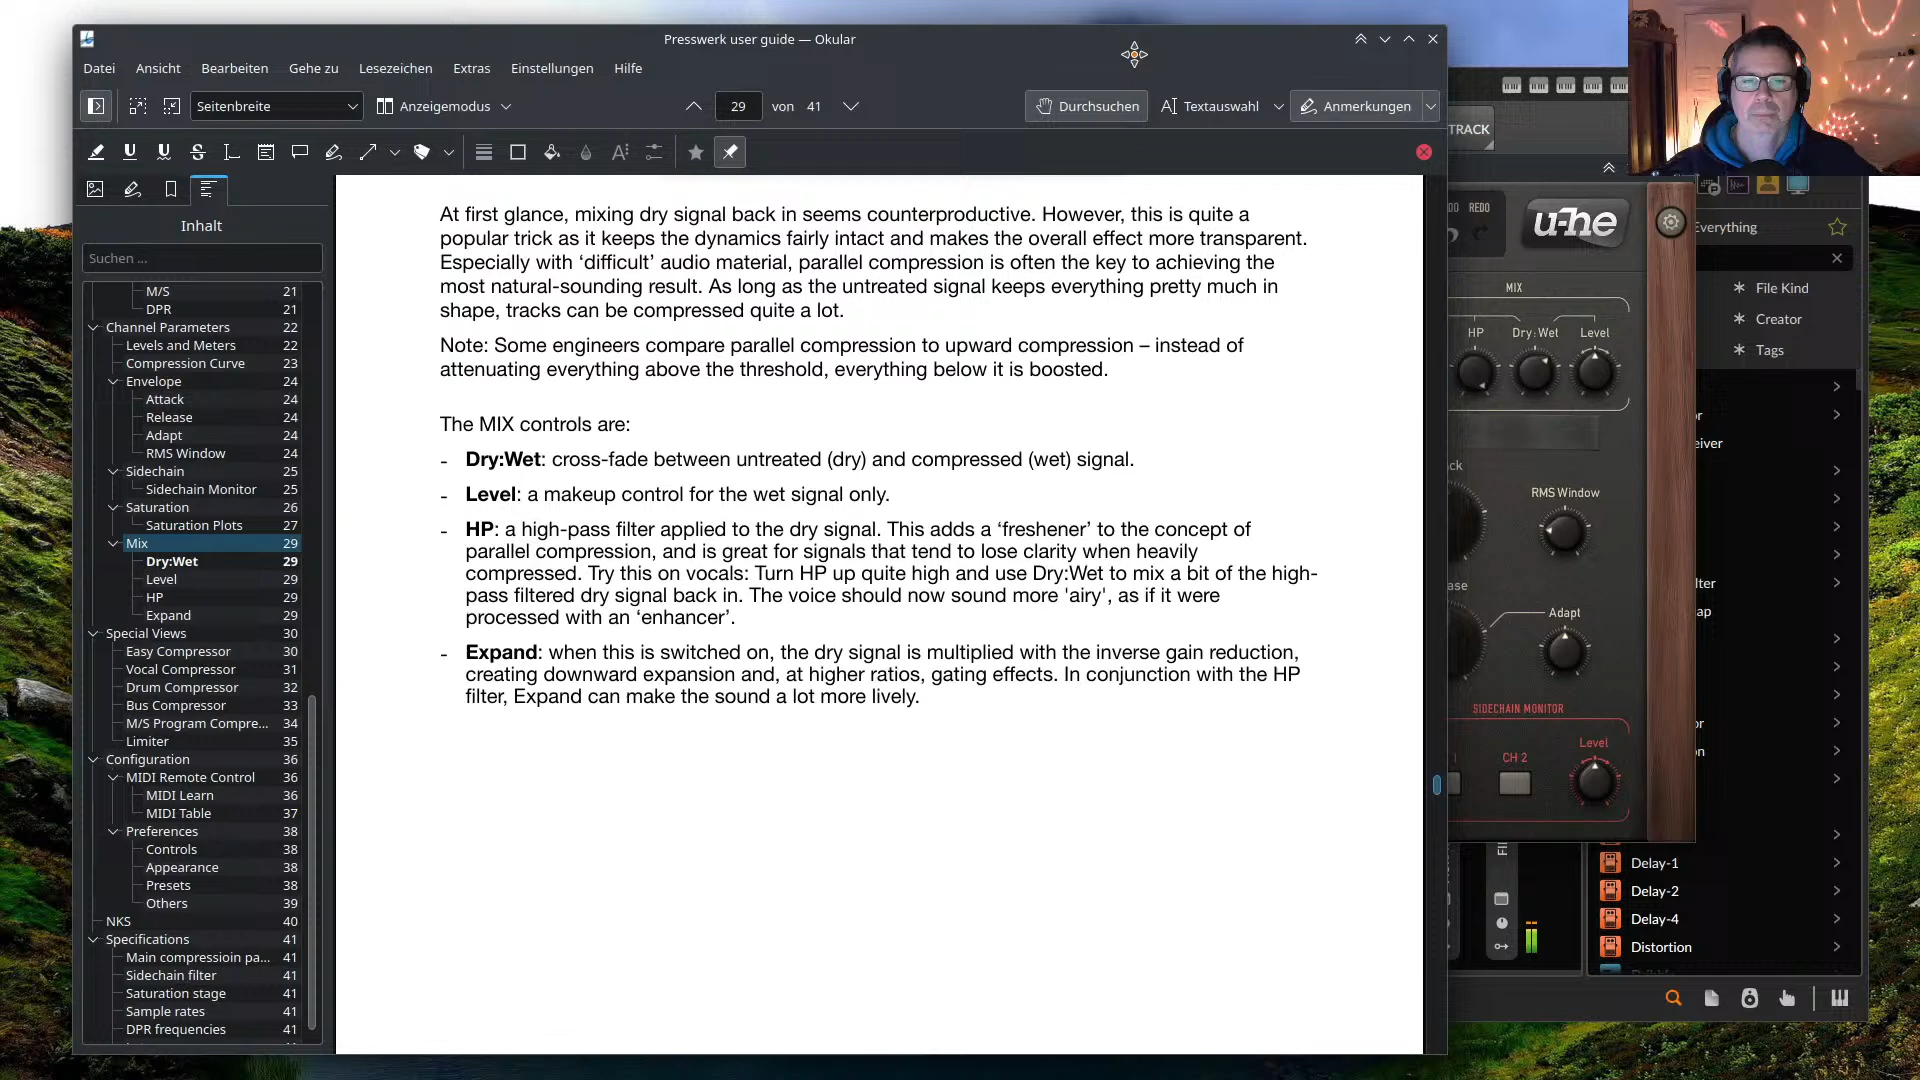 Presswerk user guide — Okular
Datei Ansicht Bearbeiten Gehe zu Lesezeichen Extras Einstellungen Hilfe
Seitenbreite Anzeigemodus 29 von 41 Durchsuchen Textauswahl Anmerkungen
Inhalt
Suchen ...
M/S 21
DPR 21
Channel Parameters 22
Levels and Meters 22
Compression Curve 23
Envelope 24
Attack 24
Release 24
Adapt 24
RMS Window 24
Sidechain 25
Sidechain Monitor 25
Saturation 26
Saturation Plots 27
Mix 29
Dry:Wet 29
Level 29
HP 29
Expand 29
Special Views 30
Easy Compressor 30
Vocal Compressor 31
Drum Compressor 32
Bus Compressor 33
M/S Program Compre... 34
Limiter 35
Configuration 36
MIDI Remote Control 36
MIDI Learn 36
MIDI Table 37
Preferences 38
Controls 38
Appearance 38
Presets 38
Others 39
NKS 40
Specifications 41
Main compressioin pa... 41
Sidechain filter 41
Saturation stage 41
Sample rates 41
DPR frequencies 41
At first glance, mixing dry signal back in seems counterproductive. However, this is quite a
popular trick as it keeps the dynamics fairly intact and makes the overall effect more transparent.
Especially with ‘difficult’ audio material, parallel compression is often the key to achieving the
most natural-sounding result. As long as the untreated signal keeps everything pretty much in
shape, tracks can be compressed quite a lot.
Note: Some engineers compare parallel compression to upward compression – instead of
attenuating everything above the threshold, everything below it is boosted.
The MIX controls are:
- Dry:Wet: cross-fade between untreated (dry) and compressed (wet) signal.
- Level: a makeup control for the wet signal only.
- HP: a high-pass filter applied to the dry signal. This adds a ‘freshener’ to the concept of
parallel compression, and is great for signals that tend to lose clarity when heavily
compressed. Try this on vocals: Turn HP up quite high and use Dry:Wet to mix a bit of the high-
pass filtered dry signal back in. The voice should now sound more 'airy', as if it were
processed with an ‘enhancer’.
- Expand: when this is switched on, the dry signal is multiplied with the inverse gain reduction,
creating downward expansion and, at higher ratios, gating effects. In conjunction with the HP
filter, Expand can make the sound a lot more lively.
TRACK
REDO
u-he
MIX
HP Dry:Wet Level
RMS Window
Adapt
SIDECHAIN MONITOR
CH 2 Level
Everything
File Kind
Creator
Tags
Delay-1
Delay-2
Delay-4
Distortion